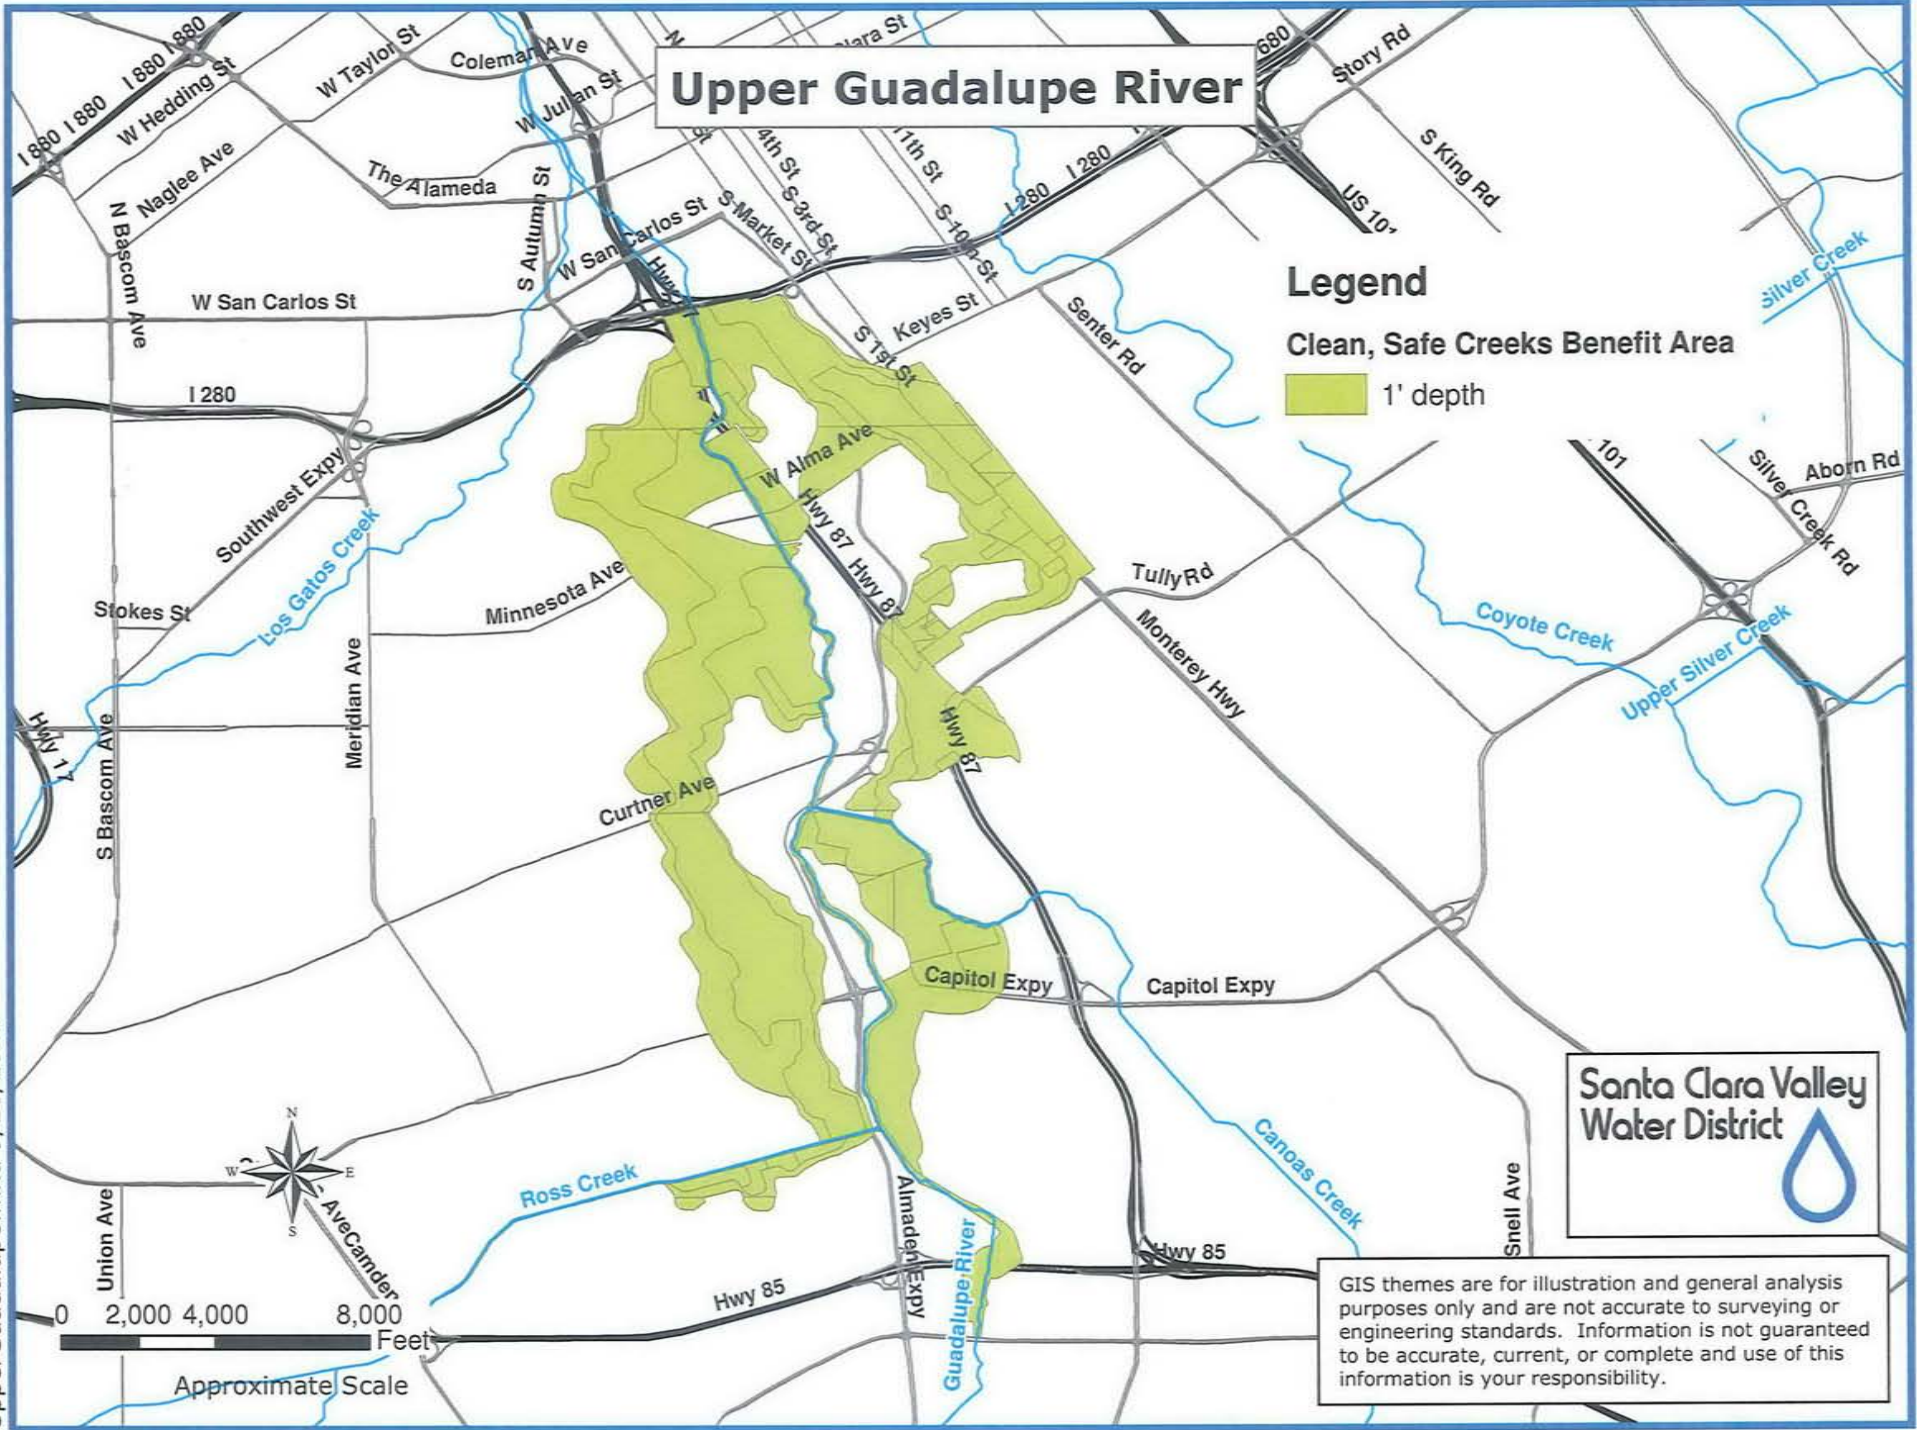 Upper Guadalupe River
I 880
I 880
I 880
I 880
W Hedding St
W Taylor St
Coleman Ave
Naglee Ave
W Julian St
The Alameda
N Bascom Ave
S Autumn St
W San Carlos St
W San Carlos St
S Market St
4th St
S 3rd St
11th St
S 10th St
I 280
I 280
680
Story Rd
S King Rd
US 101
Silver Creek
Legend
Clean, Safe Creeks Benefit Area
1' depth
Keyes St
S 1st St
Senter Rd
I 280
Southwest Expy
Los Gatos Creek
W Alma Ave
Hwy 87
Hwy 87
101
Silver Creek Rd
Aborn Rd
Stokes St
Minnesota Ave
Tully Rd
Monterey Hwy
Coyote Creek
Upper Silver Creek
Hwy 17
S Bascom Ave
Meridian Ave
Hwy 87
Curtner Ave
Capitol Expy
Capitol Expy
Santa Clara Valley
Water District
N
W
E
S
Ross Creek
Canoas Creek
Union Ave
Ave
Camden
Almaden Expy
Guadalupe River
Snell Ave
Hwy 85
Hwy 85
0 2,000 4,000 8,000
Feet
Approximate Scale
GIS themes are for illustration and general analysis
purposes only and are not accurate to surveying or
engineering standards. Information is not guaranteed
to be accurate, current, or complete and use of this
information is your responsibility.